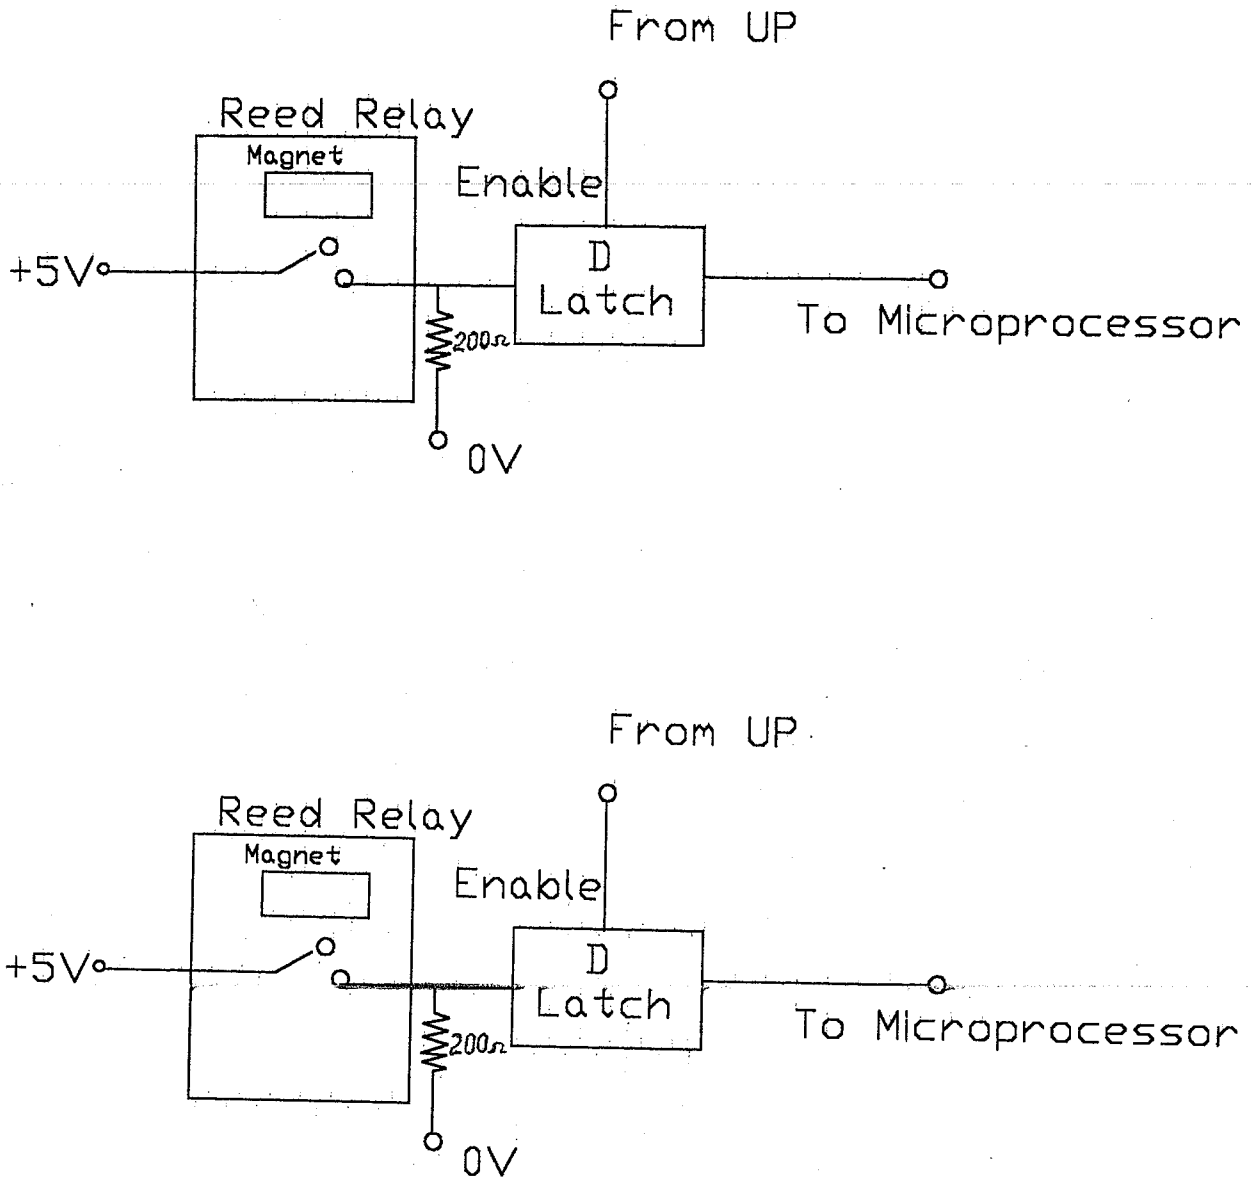 From UP
Reed Relay
Magnet
Enable
+5V
D
Latch
To Microprocessor
200Ω
0V
From UP
Reed Relay
Magnet
Enable
+5V
D
Latch
To Microprocessor
200Ω
0V